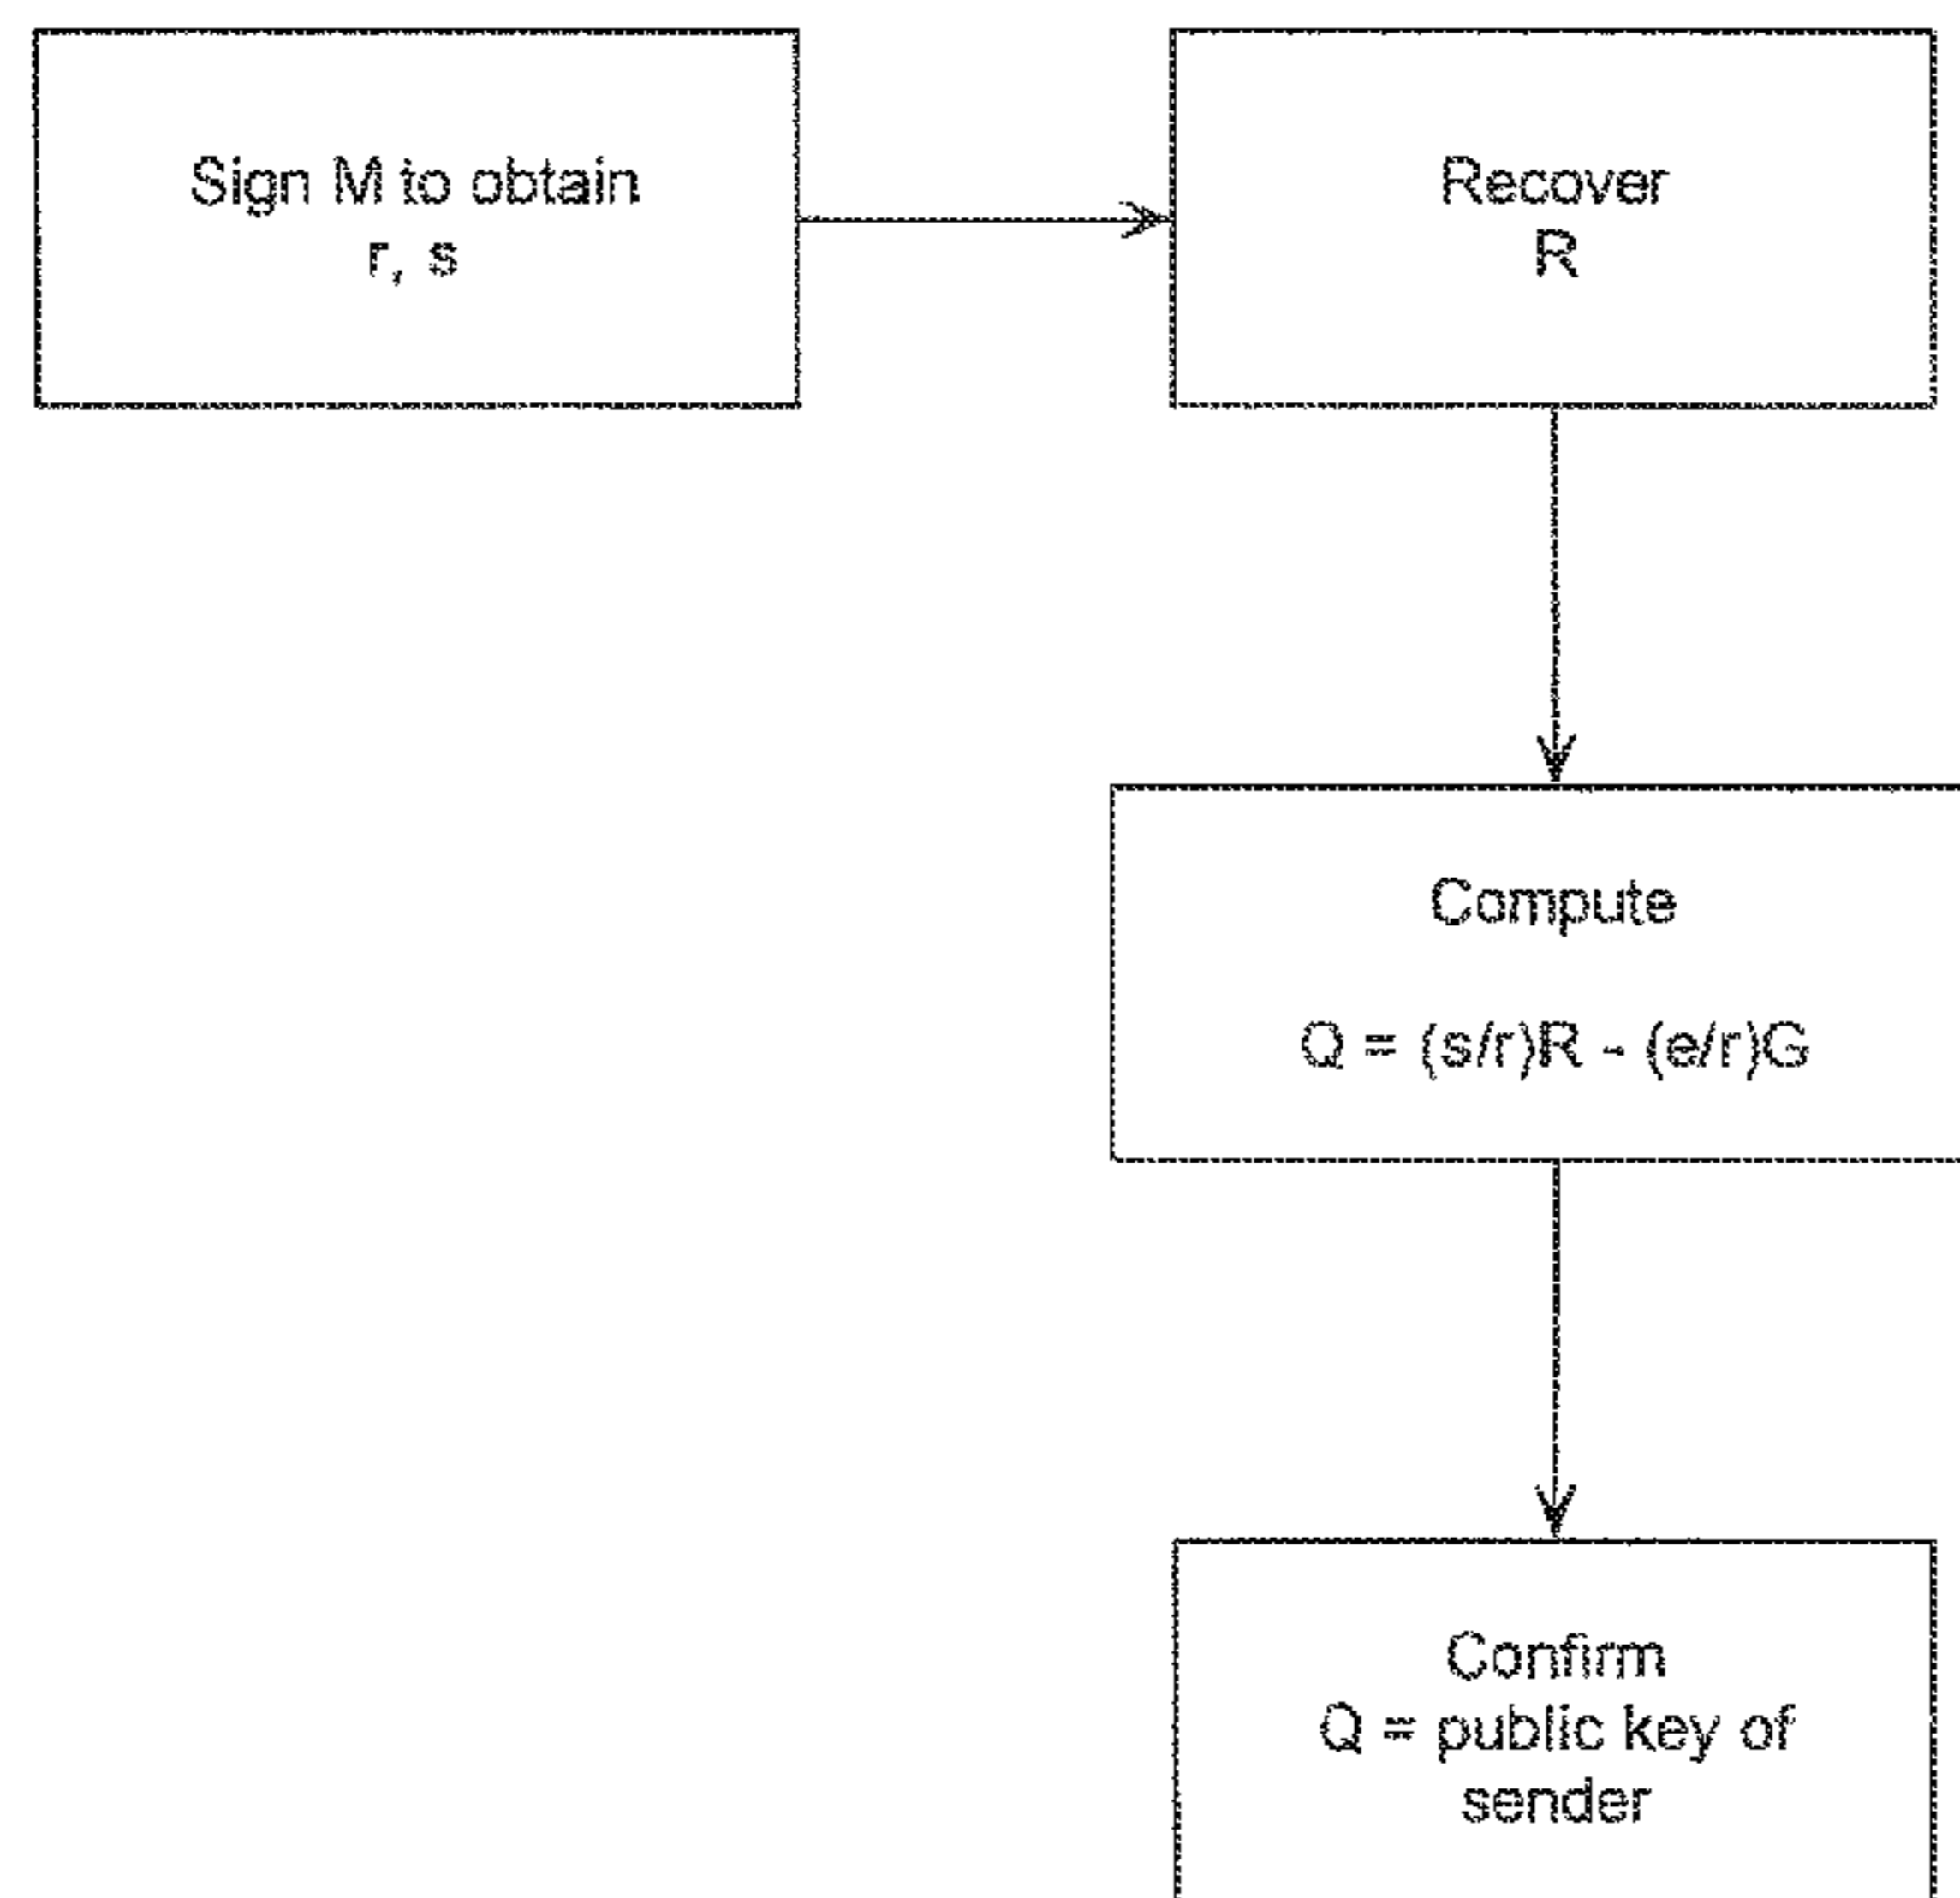 Sign M to obtain
r, s
Recover
R
Compute
Q = (s/r)R - (e/r)G
Confirm
Q = public key of
sender